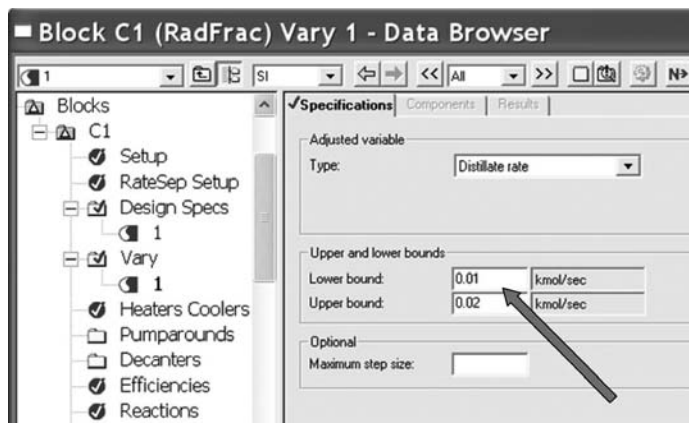 Block C1 (RadFrac) Vary 1 - Data Browser
1 SI << All >> N>
Blocks
C1
Setup
RateSep Setup
Design Specs
1
Vary
1
Heaters Coolers
Pumparounds
Decanters
Efficiencies
Reactions
Specifications Components Results
Adjusted variable
Type: Distillate rate
Upper and lower bounds
Lower bound: 0.01 kmol/sec
Upper bound: 0.02 kmol/sec
Optional
Maximum step size: